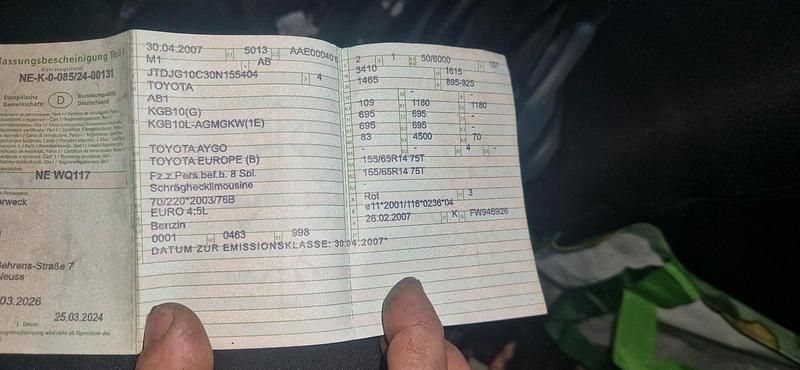 lassungsbescheinigung Teil I
(Fahrzeugschein)
NE-K-0-085/24-00131
Europäische
Gemeinschaft
D
Bundesrepublik
Deutschland
NE WQ117
orweck
Behrens-Straße 7
Neuss
03.2026
25.03.2024
30.04.2007 5013 AAE000401
M1 AB
JTDJG10C30N155404 4
TOYOTA
AB1
KGB10(G)
KGB10L-AGMGKW(1E)
TOYOTA AYGO
TOYOTA EUROPE (B)
Fz.z.Pers.bef.b. 8 Spl.
Schräghecklimousine
70/220*2003/76B
EURO 4:5L
Benzin
0001 0463 998
DATUM ZUR EMISSIONSKLASSE: 30.04.2007*
2 1 50/6000 157
3410 1615
1465 895-925
- -
109 1180 1180
695 695 -
695 695 -
83 4500 70
- 4 -
155/65R14 75T
155/65R14 75T
-
Rot 3
e11*2001/116*0236*04
26.02.2007 K FW946926